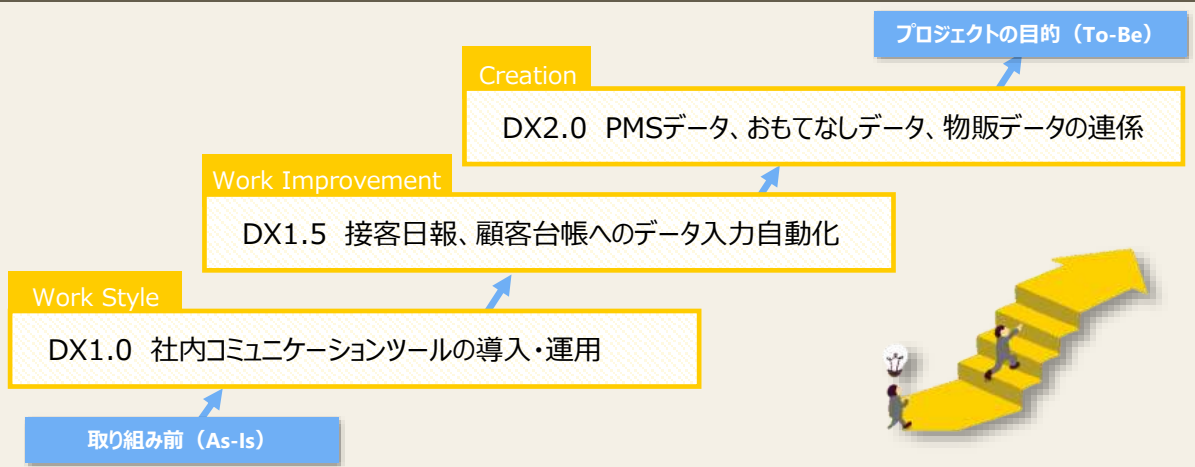 プロジェクトの目的（To-Be）
Creation
DX2.0 PMSデータ、おもてなしデータ、物販データの連係
Work Improvement
DX1.5 接客日報、顧客台帳へのデータ入力自動化
Work Style
DX1.0 社内コミュニケーションツールの導入・運用
取り組み前（As-Is）